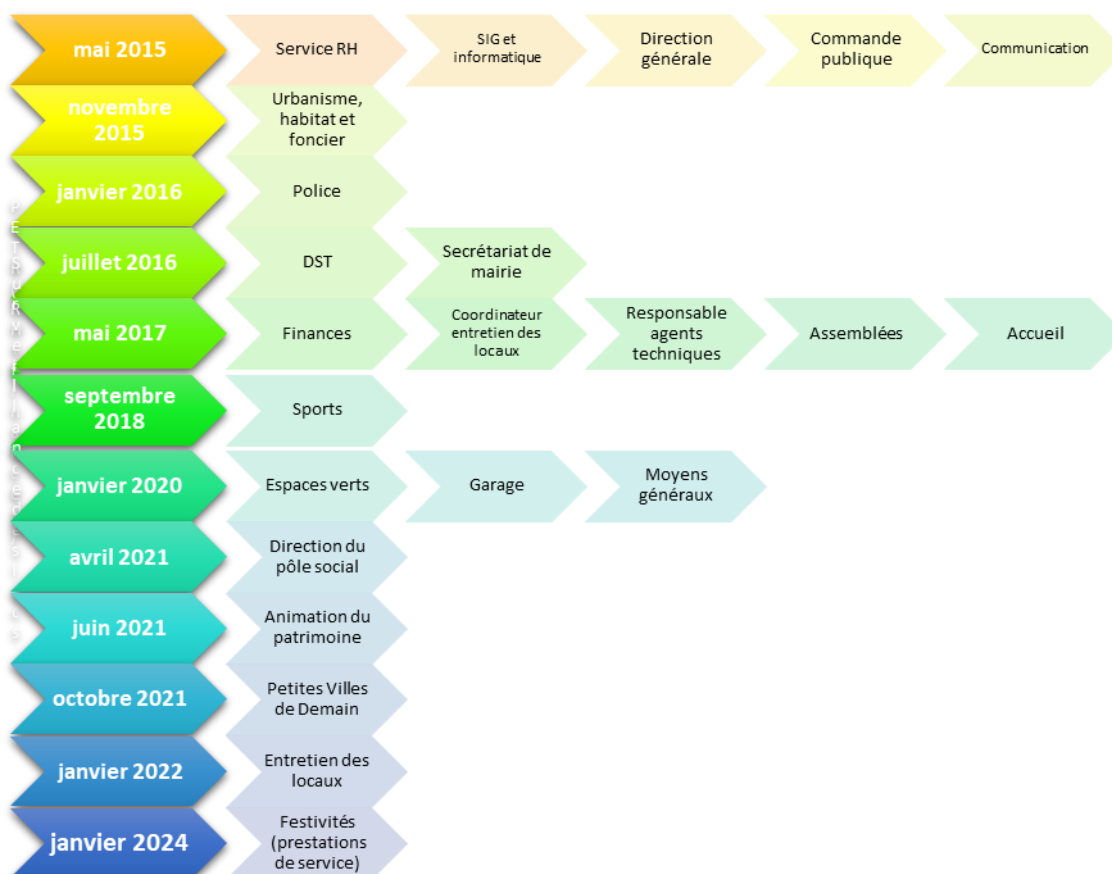 mai 2015
Service RH
SIG et
informatique
Direction
générale
Commande
publique
Communication
novembre
2015
Urbanisme,
habitat et
foncier
janvier 2016
Police
juillet 2016
DST
Secrétariat de
mairie
mai 2017
Finances
Coordinateur
entretien des
locaux
Responsable
agents
techniques
Assemblées
Accueil
septembre
2018
Sports
janvier 2020
Espaces verts
Garage
Moyens
généraux
avril 2021
Direction du
pôle social
juin 2021
Animation du
patrimoine
octobre 2021
Petites Villes
de Demain
janvier 2022
Entretien des
locaux
janvier 2024
Festivités
(prestations
de service)